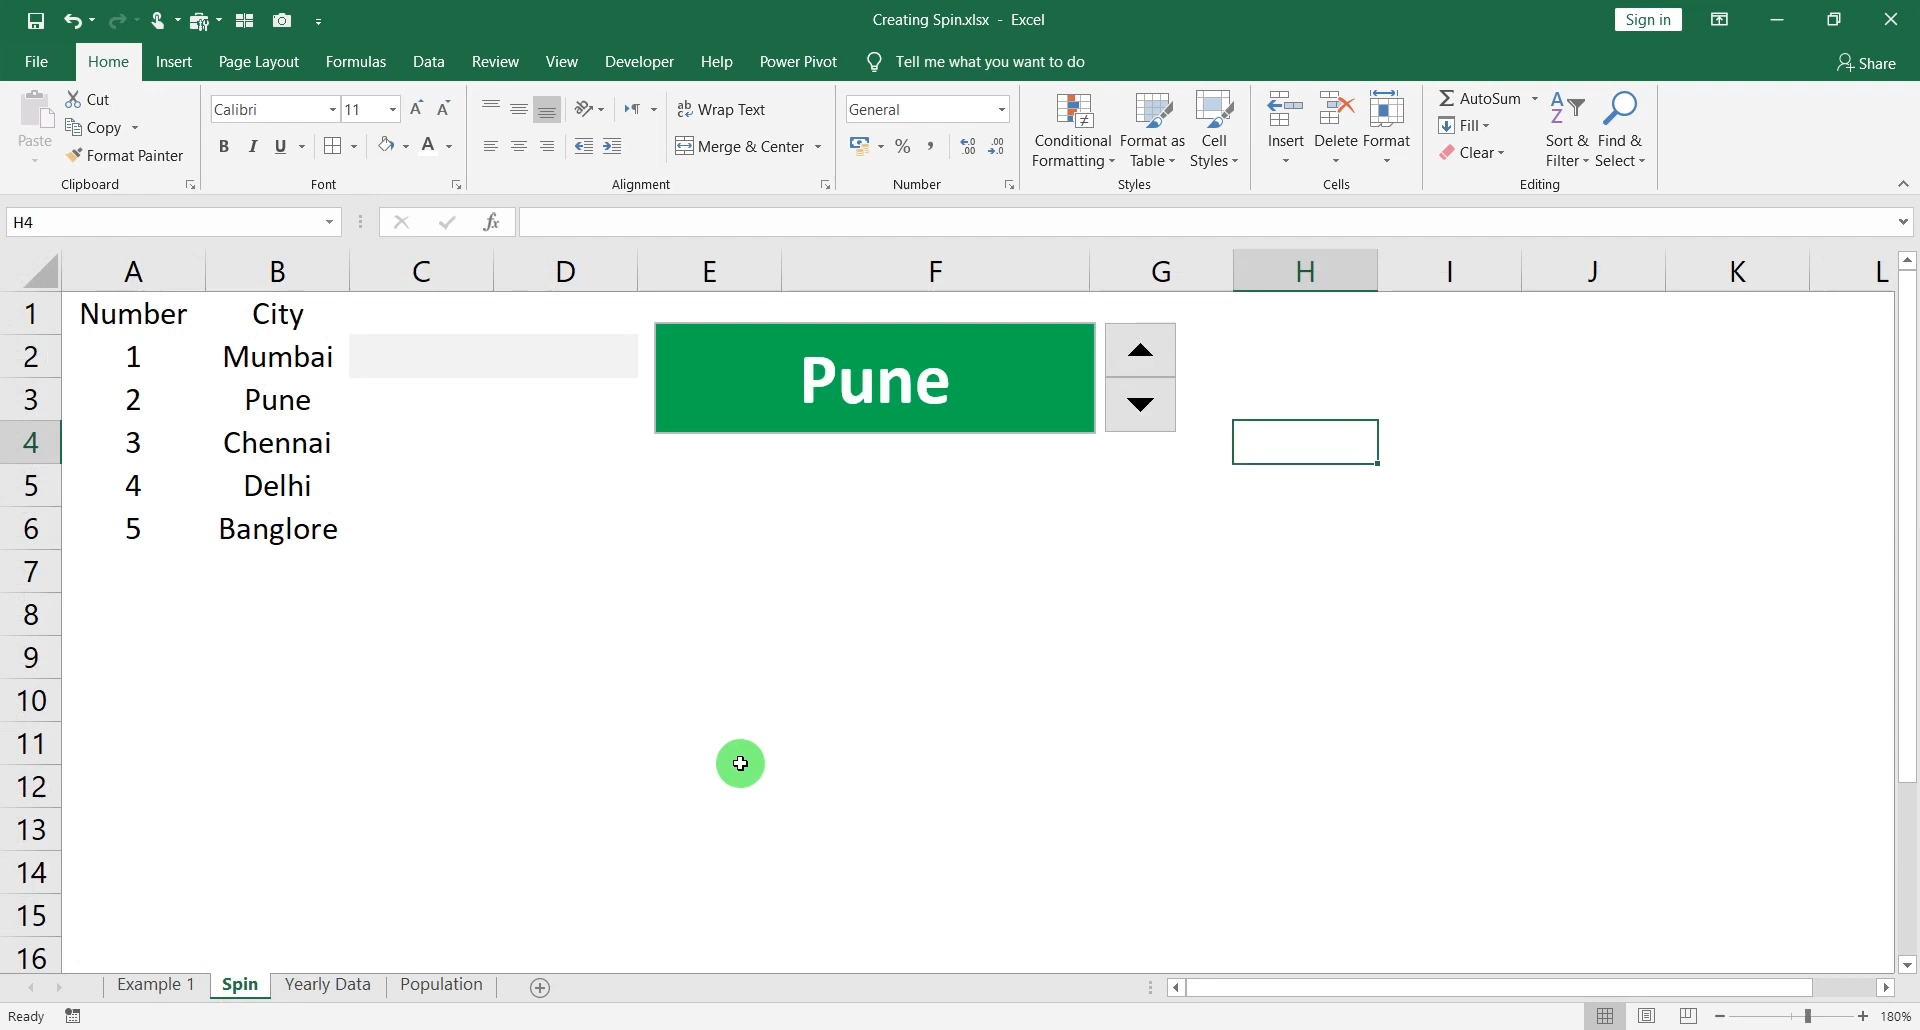 Creating Spin.xlsx - Excel
Sign in
File Home Insert Page Layout Formulas Data Review View Developer Help Power Pivot Tell me what you want to do Share
Paste
Cut
Copy
Format Painter
Clipboard
Calibri 11
B I U A
Font
Wrap Text
Merge & Center
Alignment
General
Number
Conditional Formatting
Format as Table
Cell Styles
Styles
Insert Delete Format
Cells
AutoSum
Fill
Clear
Sort & Filter
Find & Select
Editing
H4
fx
A B C D E F G H I J K L
1 Number City
2 1 Mumbai
3 2 Pune
4 3 Chennai
5 4 Delhi
6 5 Banglore
Pune
7
8
9
10
11
12
13
14
15
16
Example 1 Spin Yearly Data Population
Ready
180%